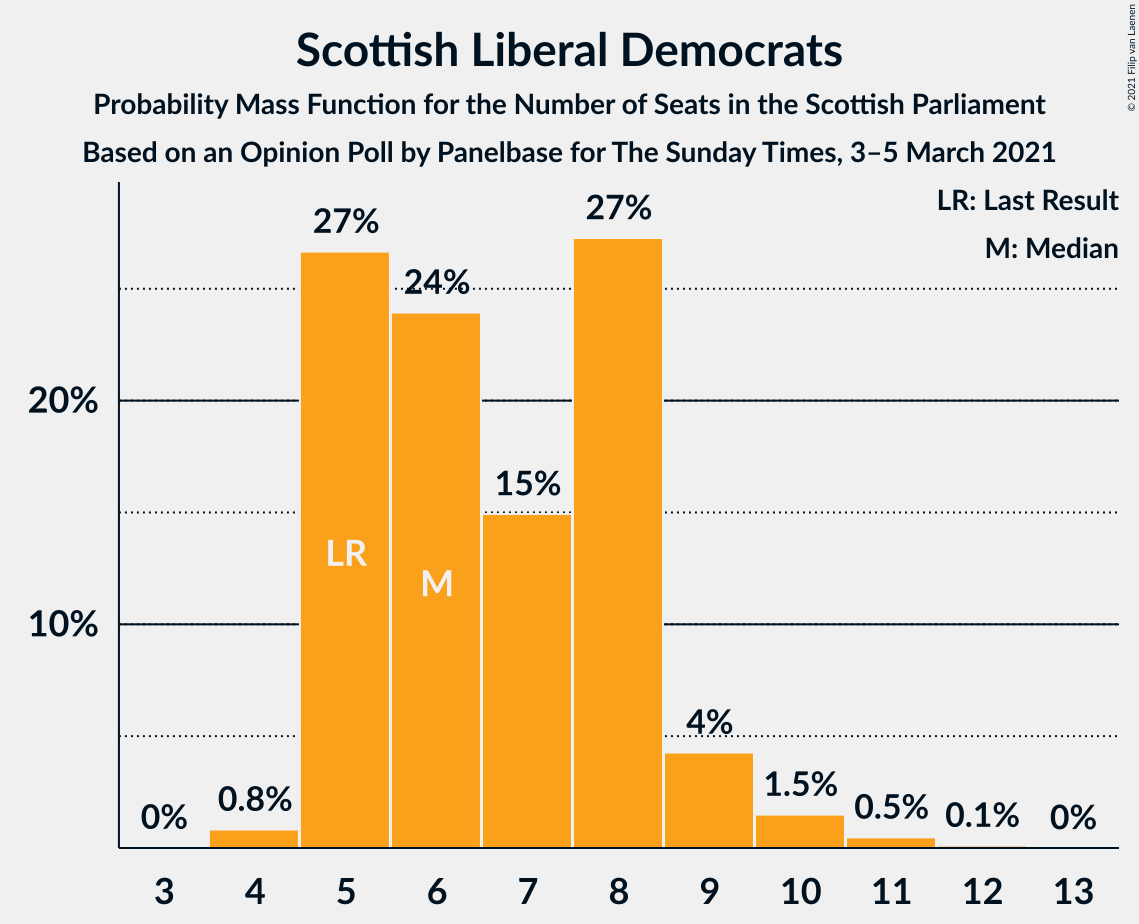 Scottish Liberal Democrats
Probability Mass Function for the Number of Seats in the Scottish Parliament
Based on an Opinion Poll by Panelbase for The Sunday Times, 3–5 March 2021
© 2021 Filip van Laenen
LR: Last Result
M: Median
27%
27%
24%
20%
15%
LR
M
10%
4%
1.5%
0.8%
0.5%
0.1%
0%
0%
3 4 5 6 7 8 9 10 11 12 13